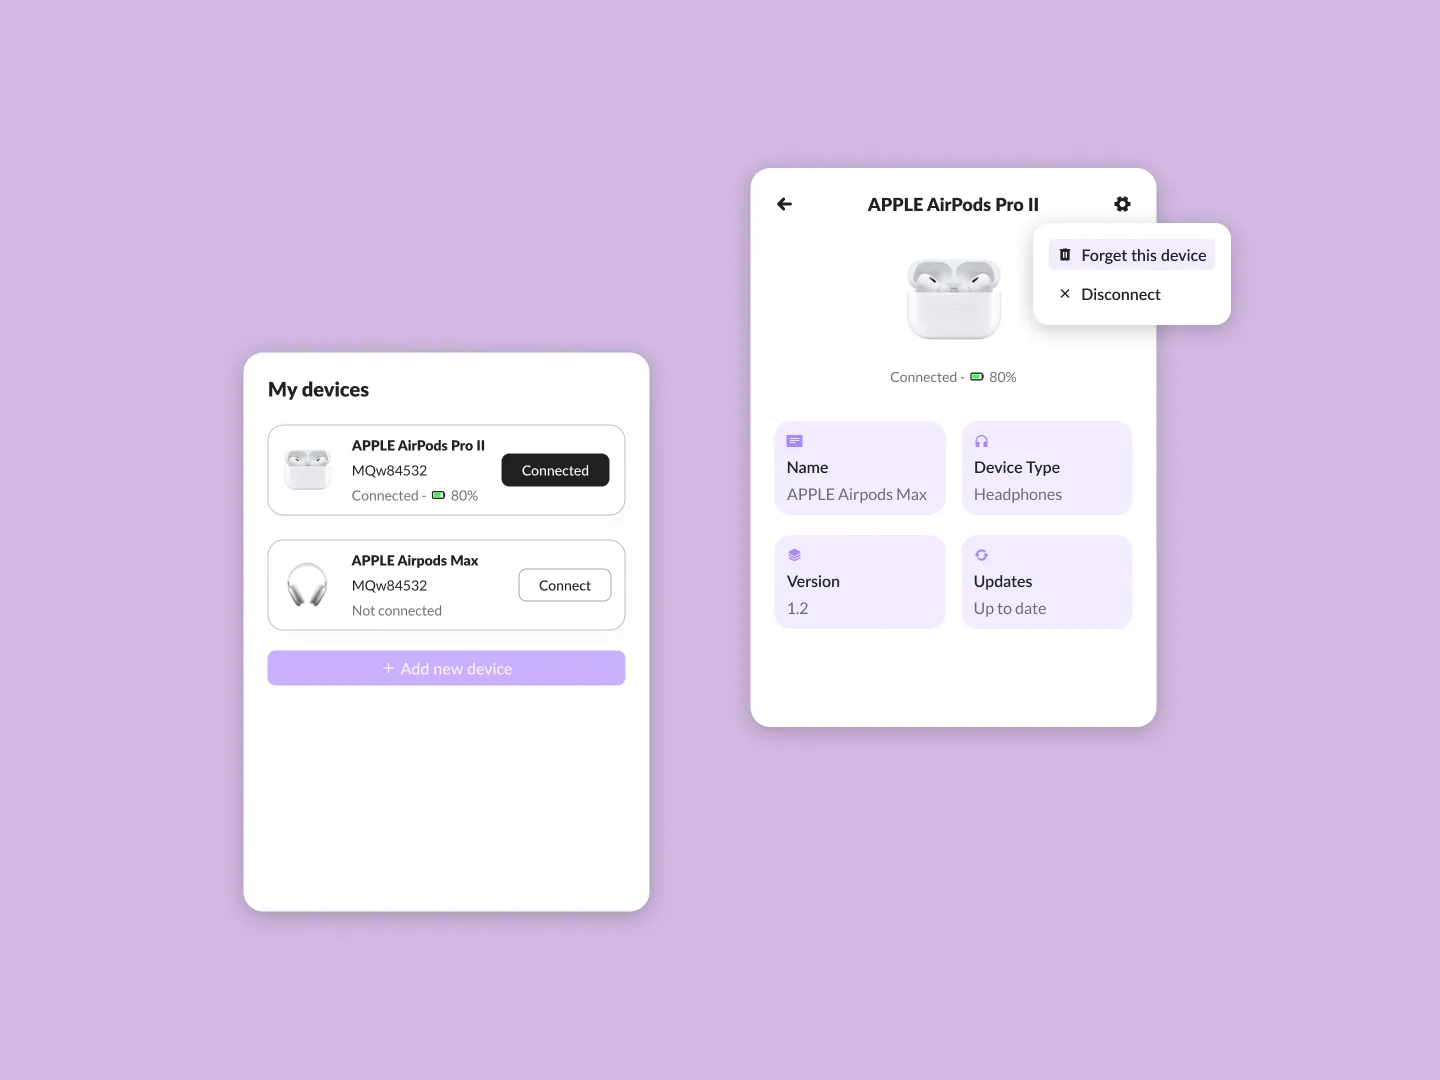 My devices
APPLE AirPods Pro II
MQw84532
Connected - 80%
Connected
APPLE Airpods Max
MQw84532
Not connected
Connect
+ Add new device
APPLE AirPods Pro II
Forget this device
Disconnect
Connected - 80%
Name
APPLE Airpods Max
Device Type
Headphones
Version
1.2
Updates
Up to date